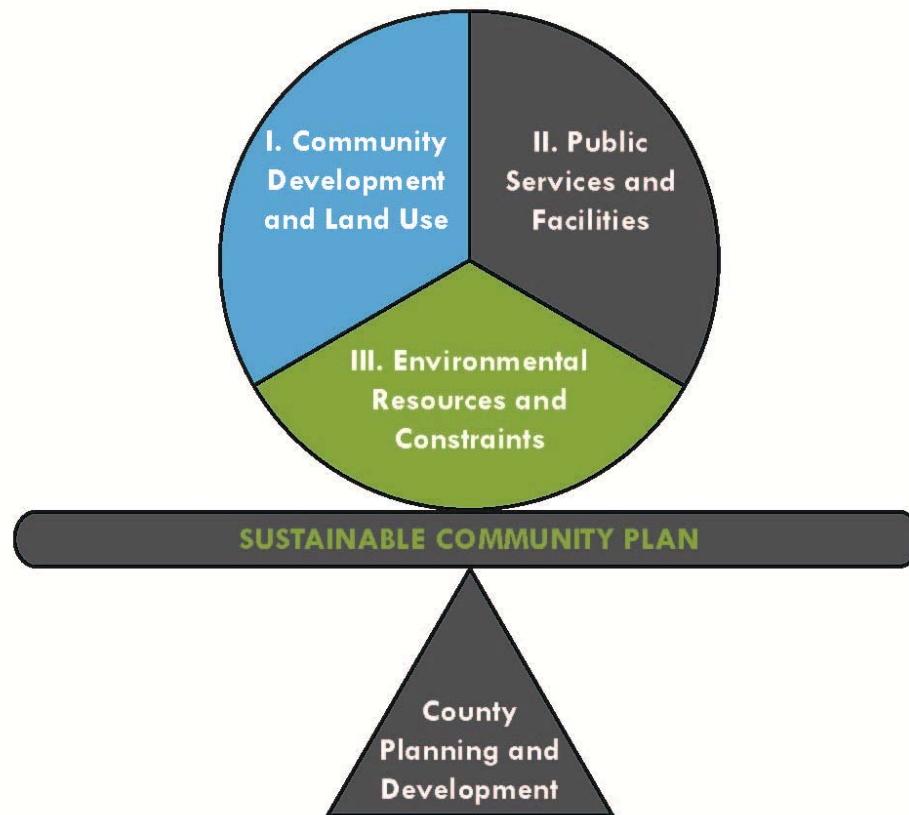 I. Community
Development
and Land Use
II. Public
Services and
Facilities
III. Environmental
Resources and
Constraints
SUSTAINABLE COMMUNITY PLAN
County
Planning and
Development